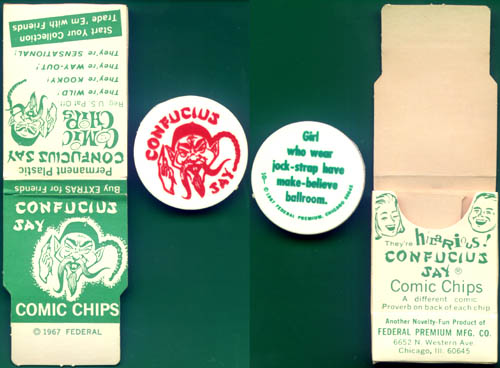 Start Your Collection
Trade 'Em with Friends
They're SENSATIONAL!
They're WAY-OUT!
They're KOOKY!
They're WILD!
Reg. U.S. Pat. Off.
COMIC
CHIPS
CONFUCIUS SAY
Permanent Plastic
Buy EXTRAS for Friends
CONFUCIUS
SAY
COMIC CHIPS
© 1967 FEDERAL
CONFUCIUS
SAY
Girl
who wear
jock-strap have
make-believe
ballroom.
© 1967 FEDERAL PREMIUM, CHICAGO
They're hilarious!
CONFUCIUS
SAY ®
Comic Chips
A different comic
Proverb on back of each chip
Another Novelty-Fun Product of
FEDERAL PREMIUM MFG. CO.
6652 N. Western Ave
Chicago, Ill. 60645